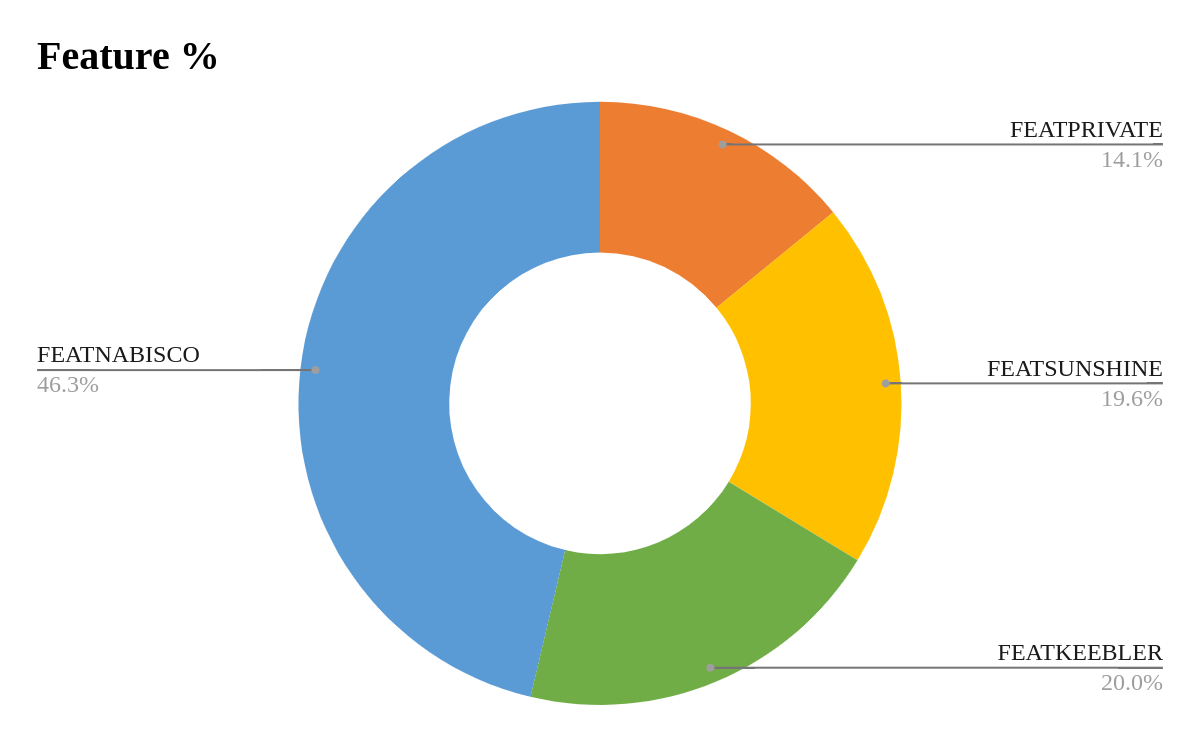 Feature %
FEATPRIVATE
14.1%
FEATNABISCO
46.3%
FEATSUNSHINE
19.6%
FEATKEEBLER
20.0%